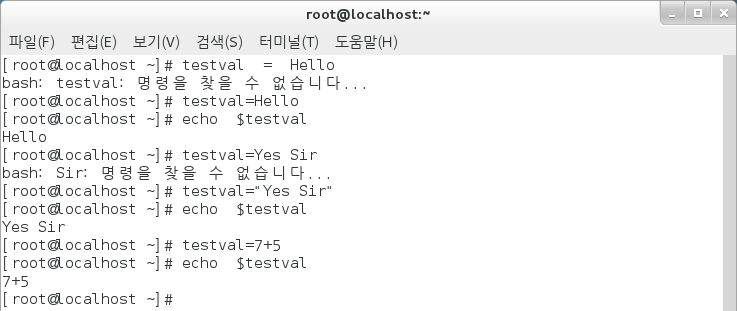 root@localhost:~
파일(F) 편집(E) 보기(V) 검색(S) 터미널(T) 도움말(H)
[root@localhost ~]# testval  =  Hello
bash: testval: 명령을 찾을 수 없습니다...
[root@localhost ~]# testval=Hello
[root@localhost ~]# echo  $testval
Hello
[root@localhost ~]# testval=Yes Sir
bash: Sir: 명령을 찾을 수 없습니다...
[root@localhost ~]# testval="Yes Sir"
[root@localhost ~]# echo  $testval
Yes Sir
[root@localhost ~]# testval=7+5
[root@localhost ~]# echo  $testval
7+5
[root@localhost ~]#